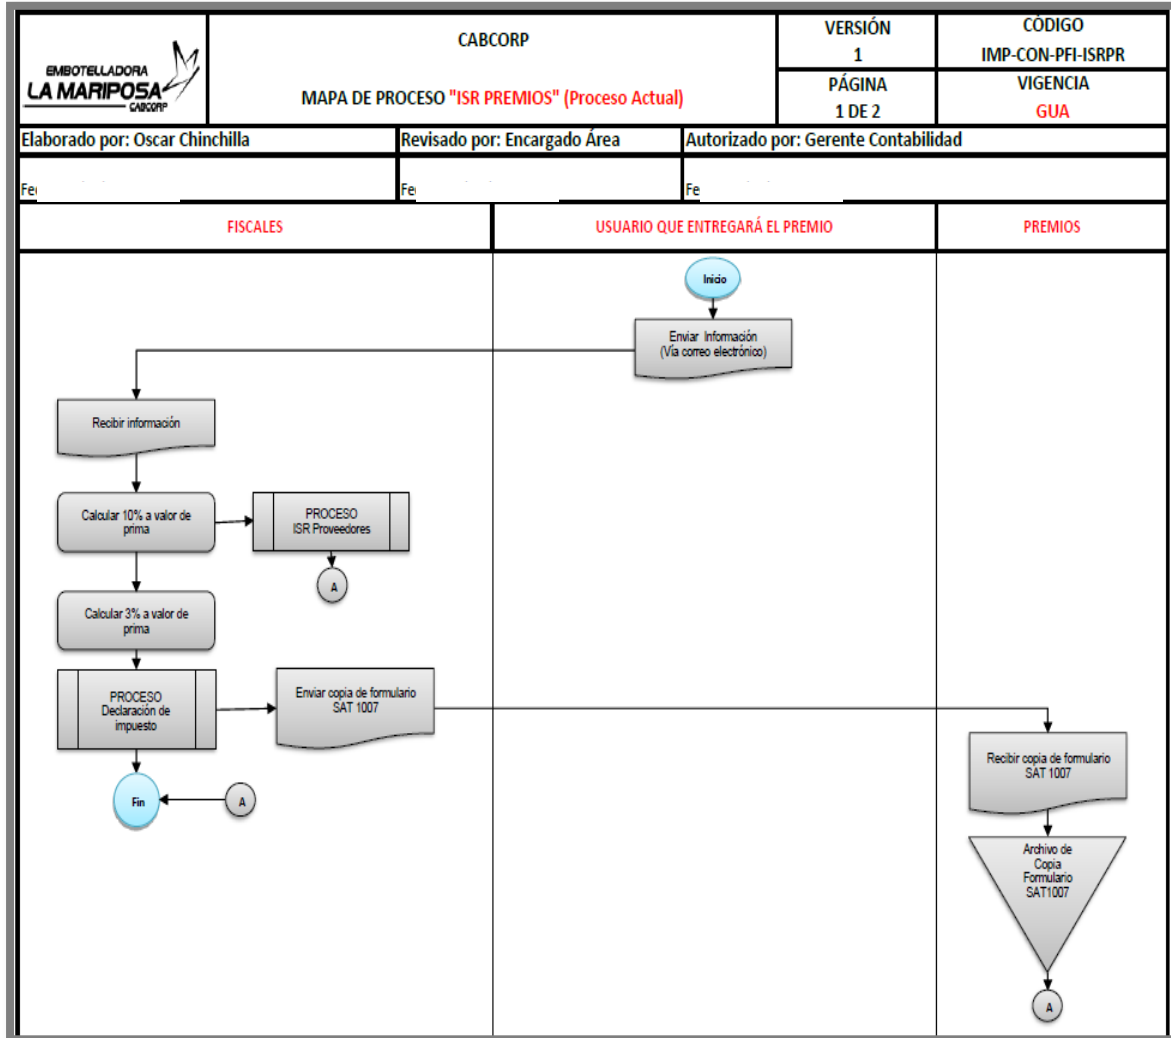 EMBOTELLADORA
LA MARIPOSA
CABCORP
CABCORP
MAPA DE PROCESO "ISR PREMIOS" (Proceso Actual)
VERSIÓN
1
CÓDIGO
IMP-CON-PFI-ISRPR
PÁGINA
1 DE 2
VIGENCIA
GUA
Elaborado por: Oscar Chinchilla
Revisado por: Encargado Área
Autorizado por: Gerente Contabilidad
Fe
Fe
Fe
FISCALES
USUARIO QUE ENTREGARÁ EL PREMIO
PREMIOS
Inicio
Enviar Información
(Vía correo electrónico)
Recibir información
Calcular 10% a valor de
prima
PROCESO
ISR Proveedores
A
Calcular 3% a valor de
prima
PROCESO
Declaración de
impuesto
Enviar copia de formulario
SAT 1007
Recibir copia de formulario
SAT 1007
Fin
A
Archivo de
Copia
Formulario
SAT1007
A